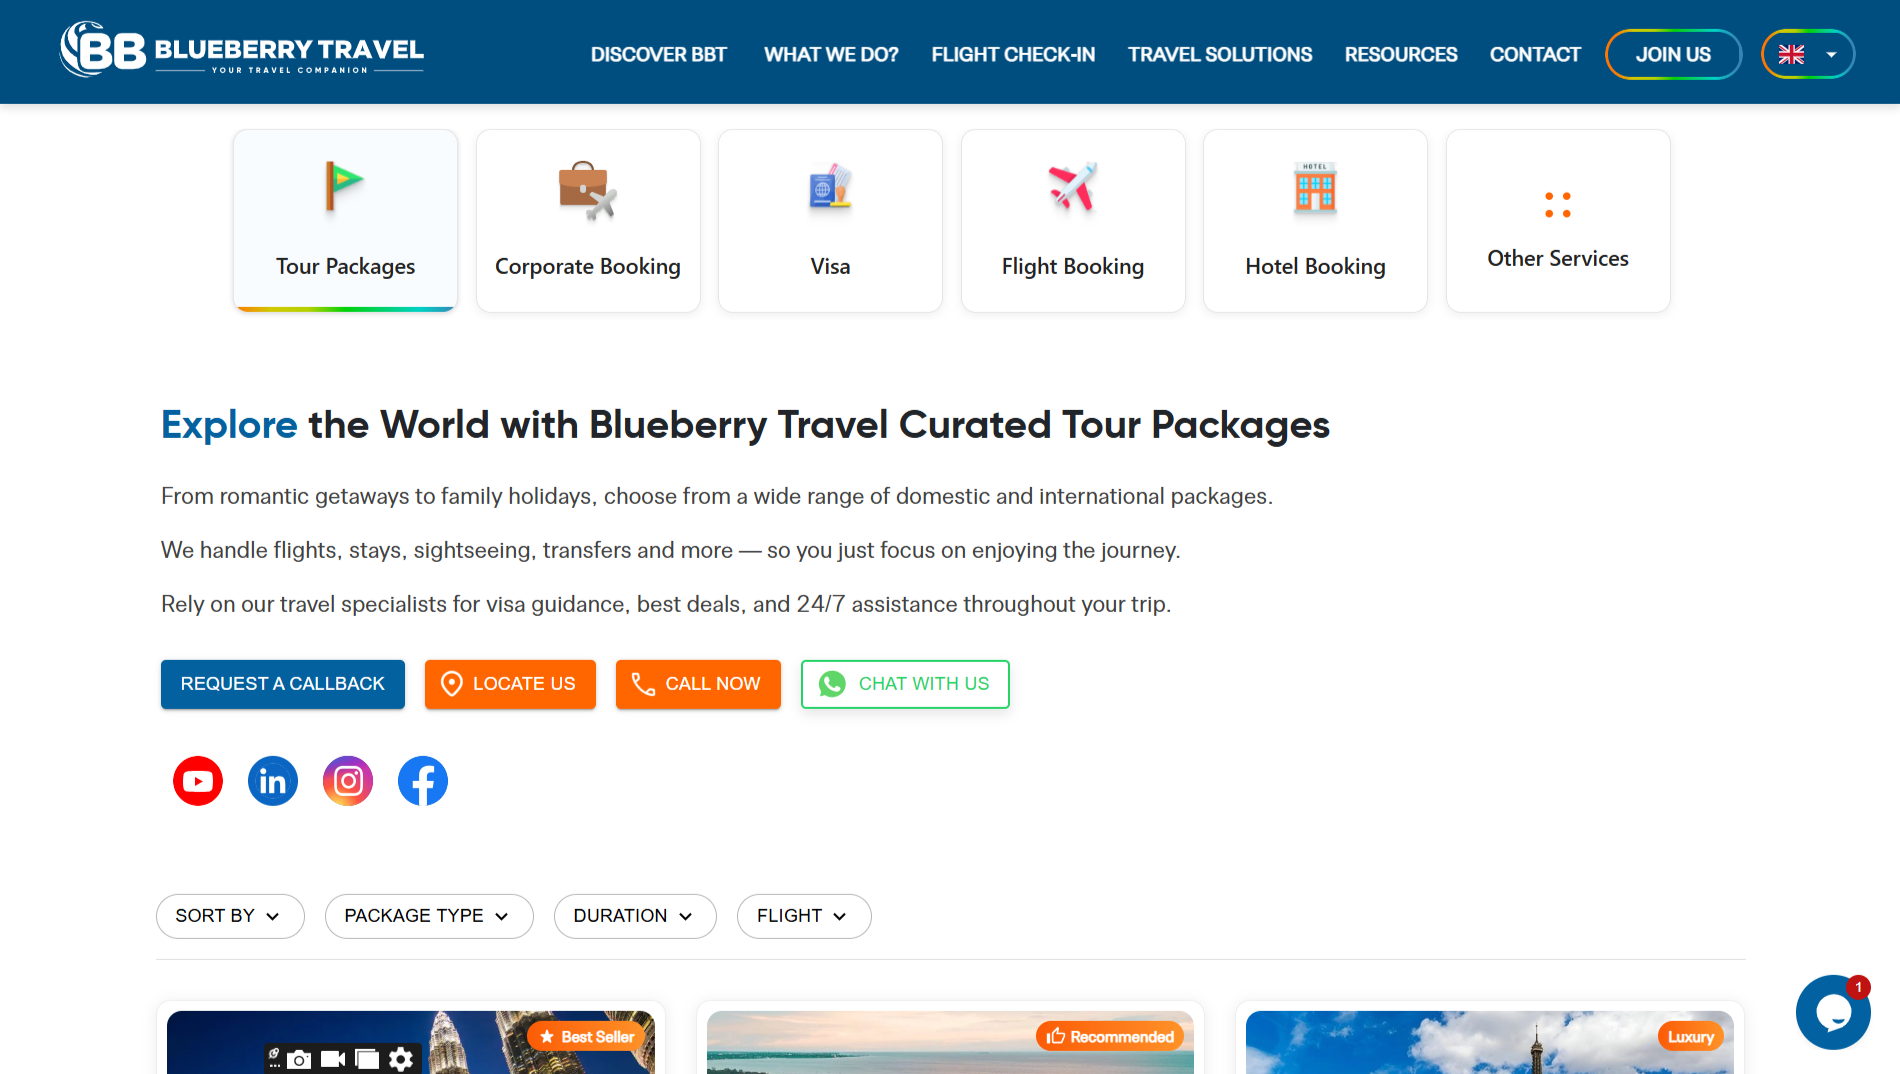 BB BLUEBERRY TRAVEL
YOUR TRAVEL COMPANION
DISCOVER BBT
WHAT WE DO?
FLIGHT CHECK-IN
TRAVEL SOLUTIONS
RESOURCES
CONTACT
JOIN US
Tour Packages
Corporate Booking
Visa
HOTEL
Flight Booking
Hotel Booking
Other Services
Explore the World with Blueberry Travel Curated Tour Packages
From romantic getaways to family holidays, choose from a wide range of domestic and international packages.
We handle flights, stays, sightseeing, transfers and more — so you just focus on enjoying the journey.
Rely on our travel specialists for visa guidance, best deals, and 24/7 assistance throughout your trip.
REQUEST A CALLBACK
LOCATE US
CALL NOW
CHAT WITH US
in
SORT BY
PACKAGE TYPE
DURATION
FLIGHT
1
Best Seller
Recommended
Luxury